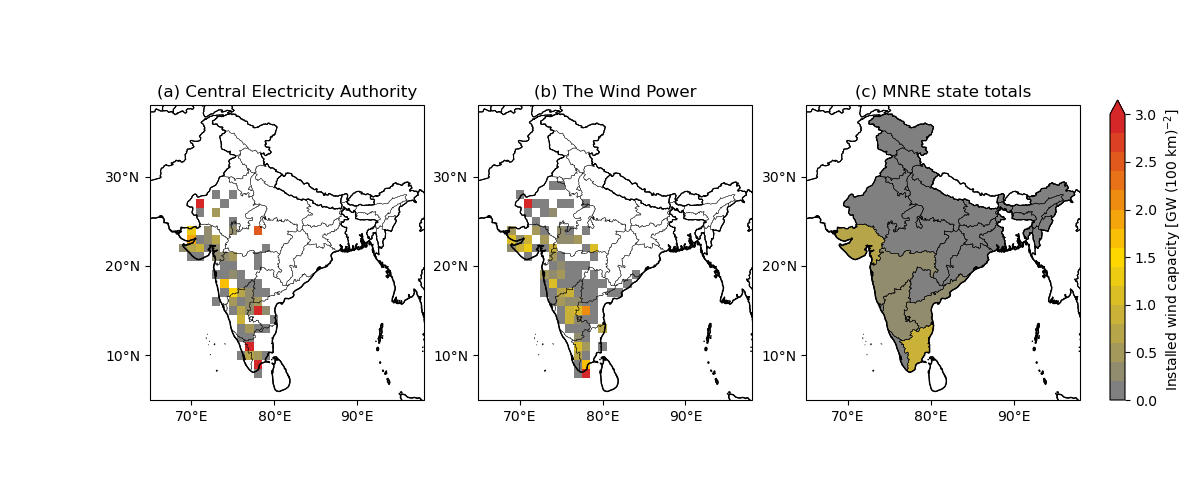 (a) Central Electricity Authority
(b) The Wind Power
(c) MNRE state totals
30°N
20°N
10°N
70°E
80°E
90°E
30°N
20°N
10°N
70°E
80°E
90°E
30°N
20°N
10°N
70°E
80°E
90°E
3.0
2.5
2.0
1.5
1.0
0.5
0.0
Installed wind capacity [GW (100 km)⁻²]